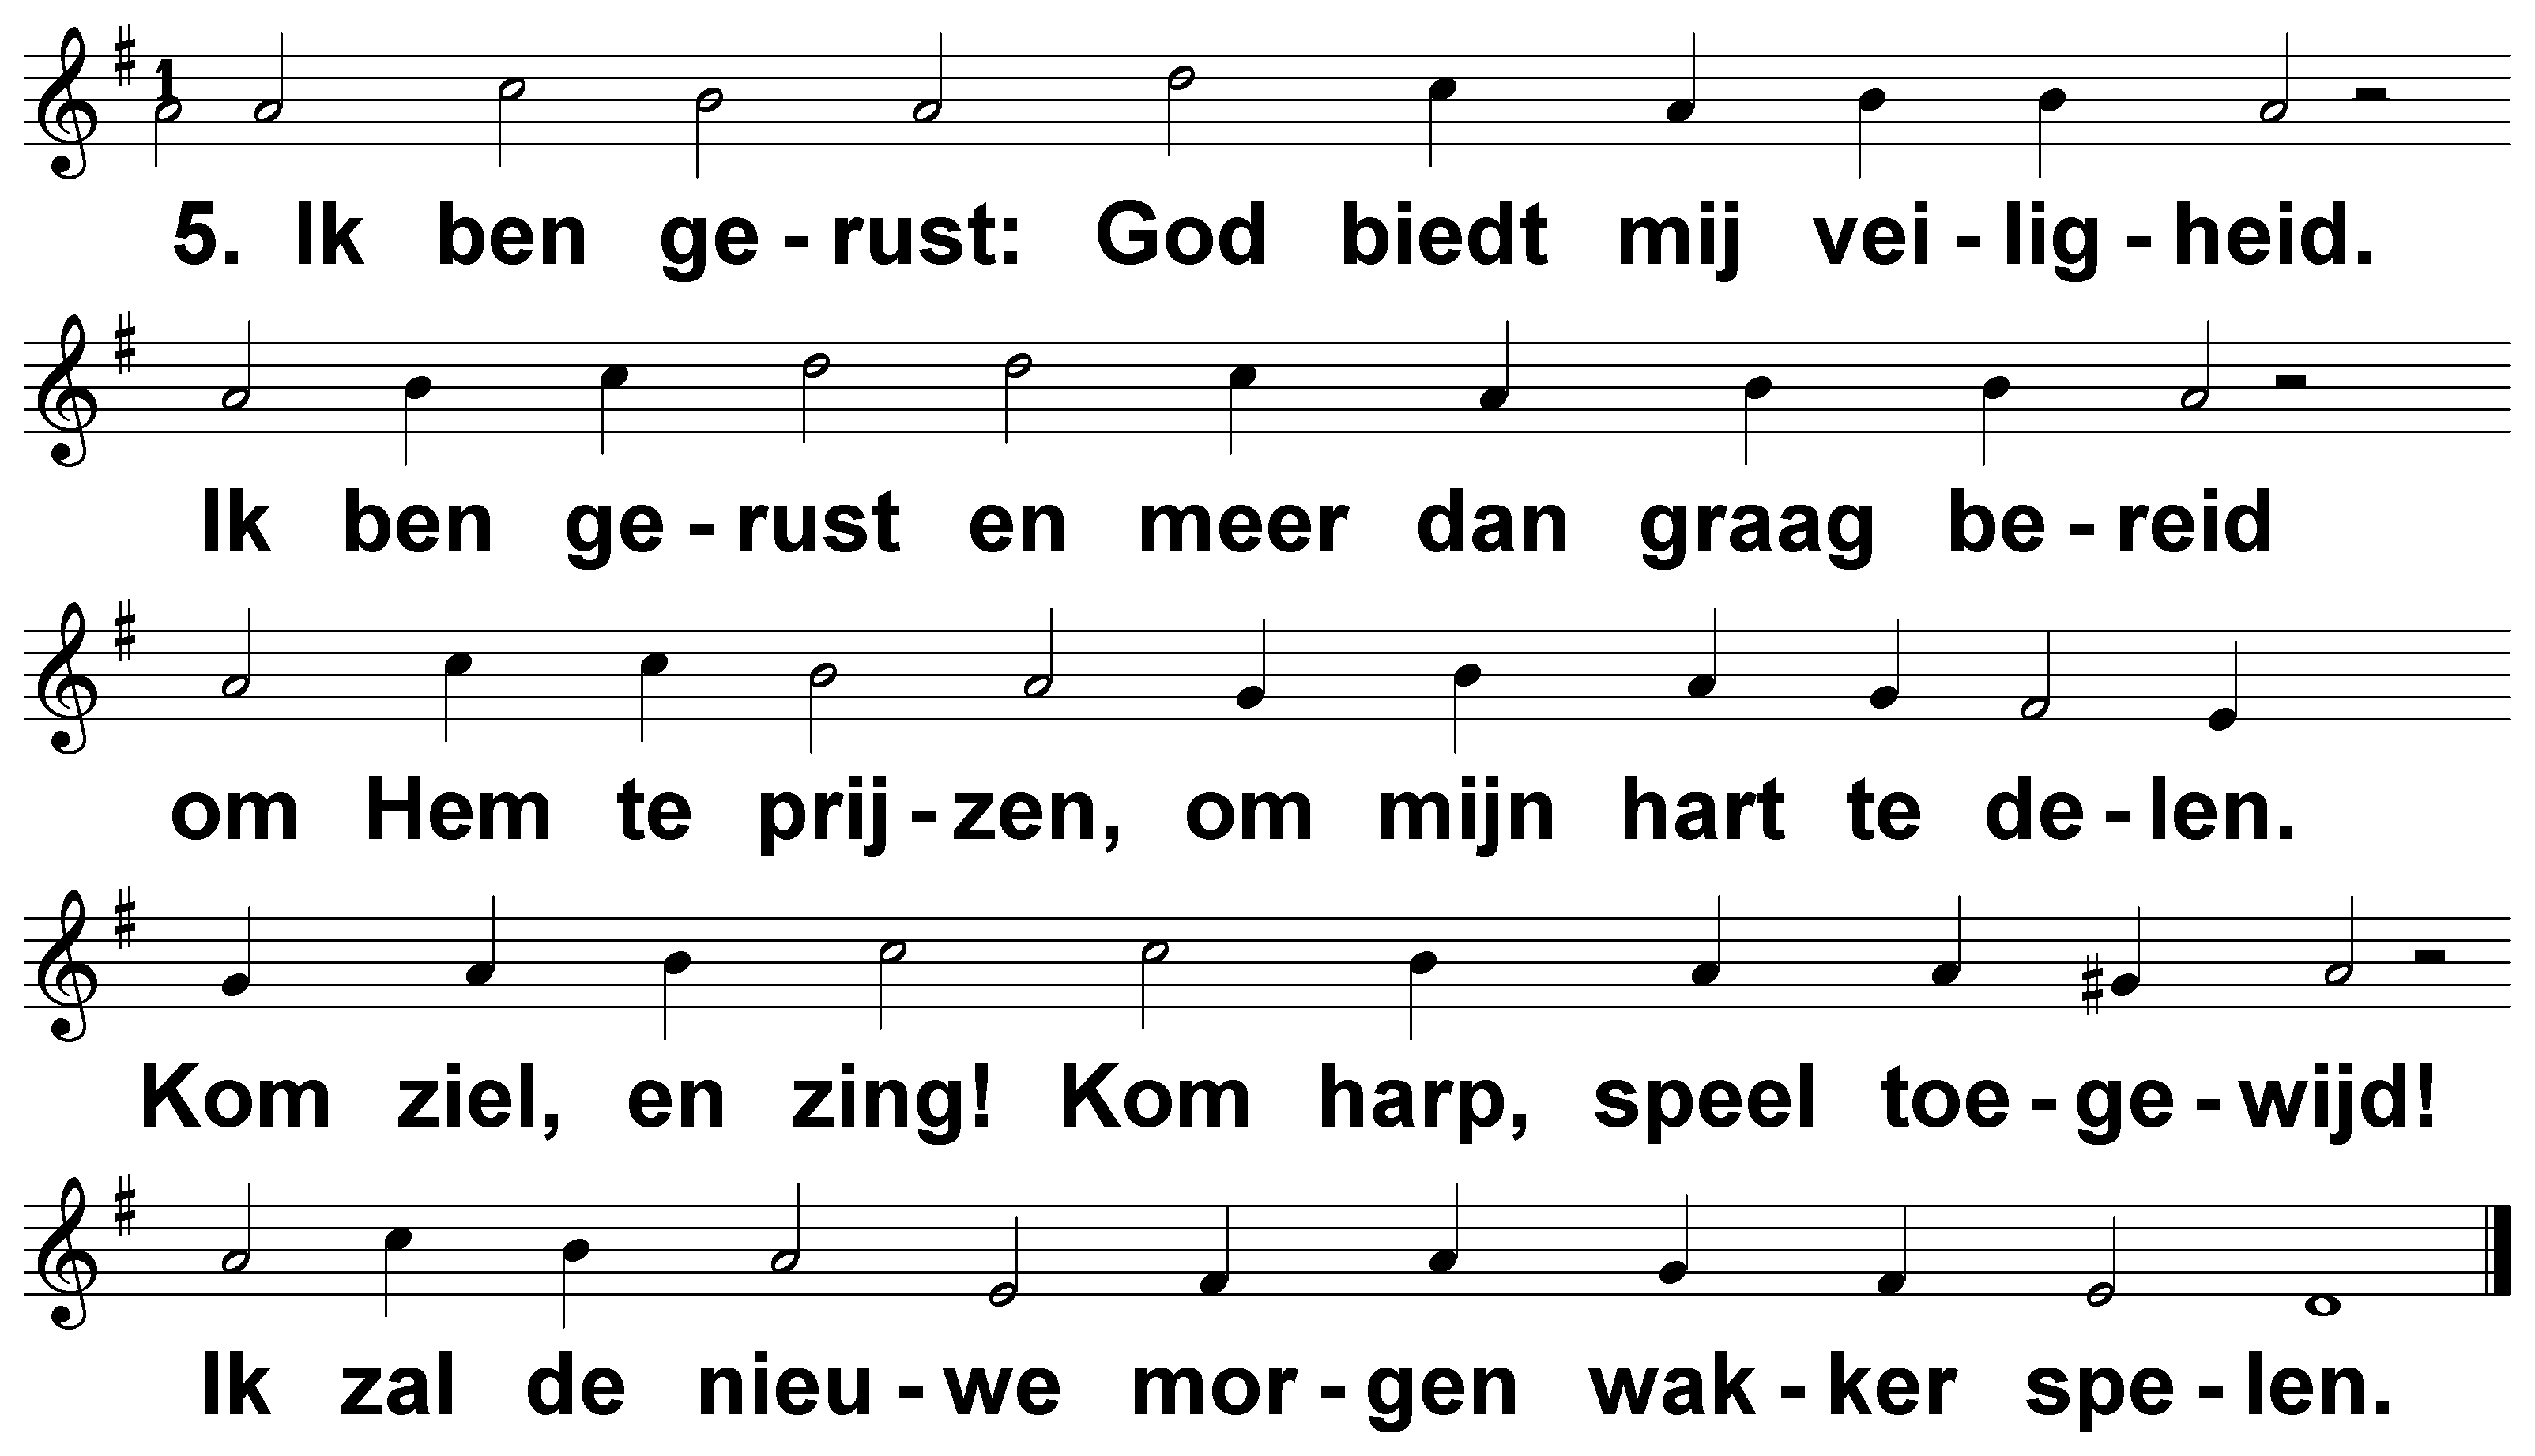 1
5. Ik ben ge - rust: God biedt mij vei - lig - heid.
Ik ben ge - rust en meer dan graag be - reid
om Hem te prij - zen, om mijn hart te de - len.
Kom ziel, en zing! Kom harp, speel toe - ge - wijd!
Ik zal de nieu - we mor - gen wak - ker spe - len.